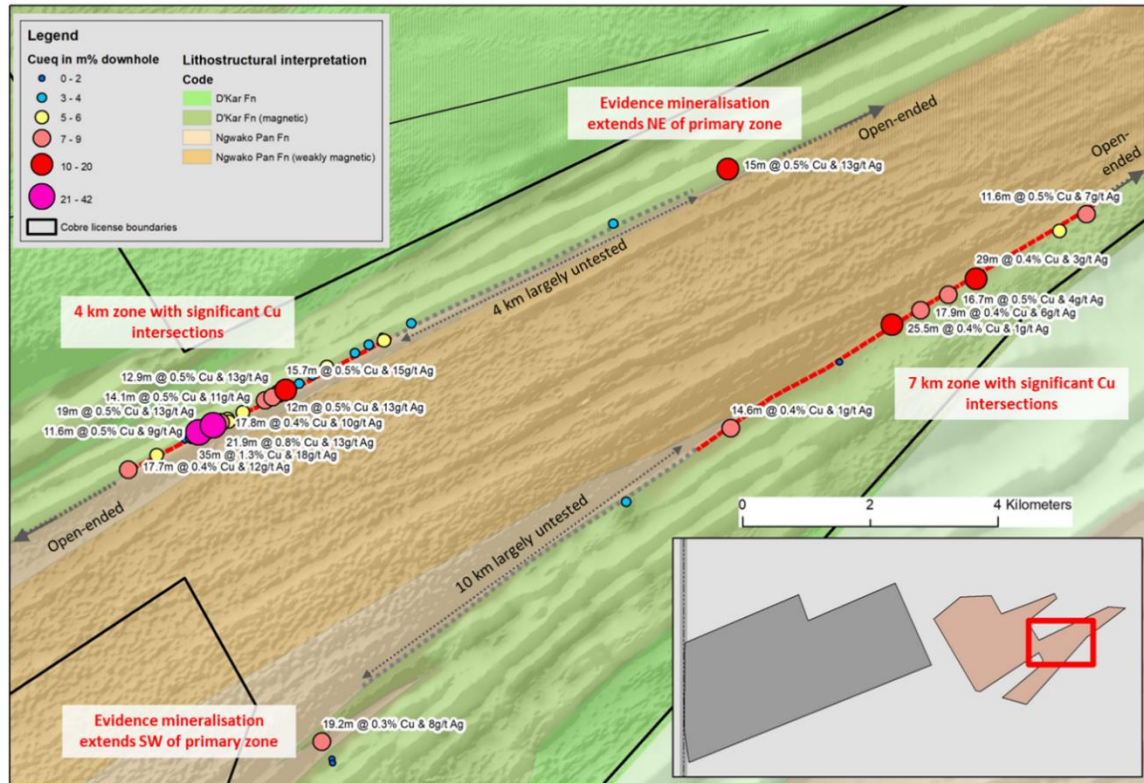 Legend
Cueq in m% downhole
0 - 2
3 - 4
5 - 6
7 - 9
10 - 20
21 - 42
Cobre license boundaries
Lithostructural interpretation
Code
D'Kar Fn
D'Kar Fn (magnetic)
Ngwako Pan Fn
Ngwako Pan Fn (weakly magnetic)
Evidence mineralisation
extends NE of primary zone
Open-ended
Open-
ended
15m @ 0.5% Cu & 13g/t Ag
11.6m @ 0.5% Cu & 7g/t Ag
29m @ 0.4% Cu & 3g/t Ag
16.7m @ 0.5% Cu & 4g/t Ag
17.9m @ 0.4% Cu & 6g/t Ag
25.5m @ 0.4% Cu & 1g/t Ag
4 km largely untested
4 km zone with significant Cu
intersections
7 km zone with significant Cu
intersections
12.9m @ 0.5% Cu & 13g/t Ag
15.7m @ 0.5% Cu & 15g/t Ag
14.1m @ 0.5% Cu & 11g/t Ag
19m @ 0.5% Cu & 13g/t Ag
12m @ 0.5% Cu & 13g/t Ag
11.6m @ 0.5% Cu & 9g/t Ag
17.8m @ 0.4% Cu & 10g/t Ag
21.9m @ 0.8% Cu & 13g/t Ag
35m @ 1.3% Cu & 18g/t Ag
17.7m @ 0.4% Cu & 12g/t Ag
14.6m @ 0.4% Cu & 1g/t Ag
Open-ended
10 km largely untested
0 2 4 Kilometers
Evidence mineralisation
extends SW of primary zone
19.2m @ 0.3% Cu & 8g/t Ag